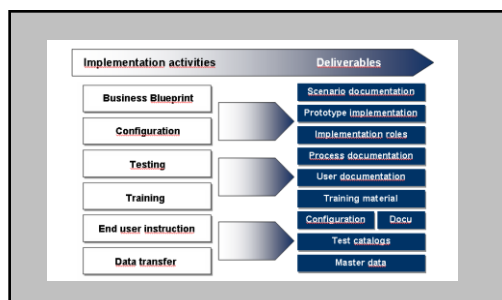 Implementation activities Deliverables
Business Blueprint
Configuration
Testing
Training
End user instruction
Data transfer
Scenario documentation
Prototype implementation
Implementation roles
Process documentation
User documentation
Training material
Configuration Docu
Test catalogs
Master data